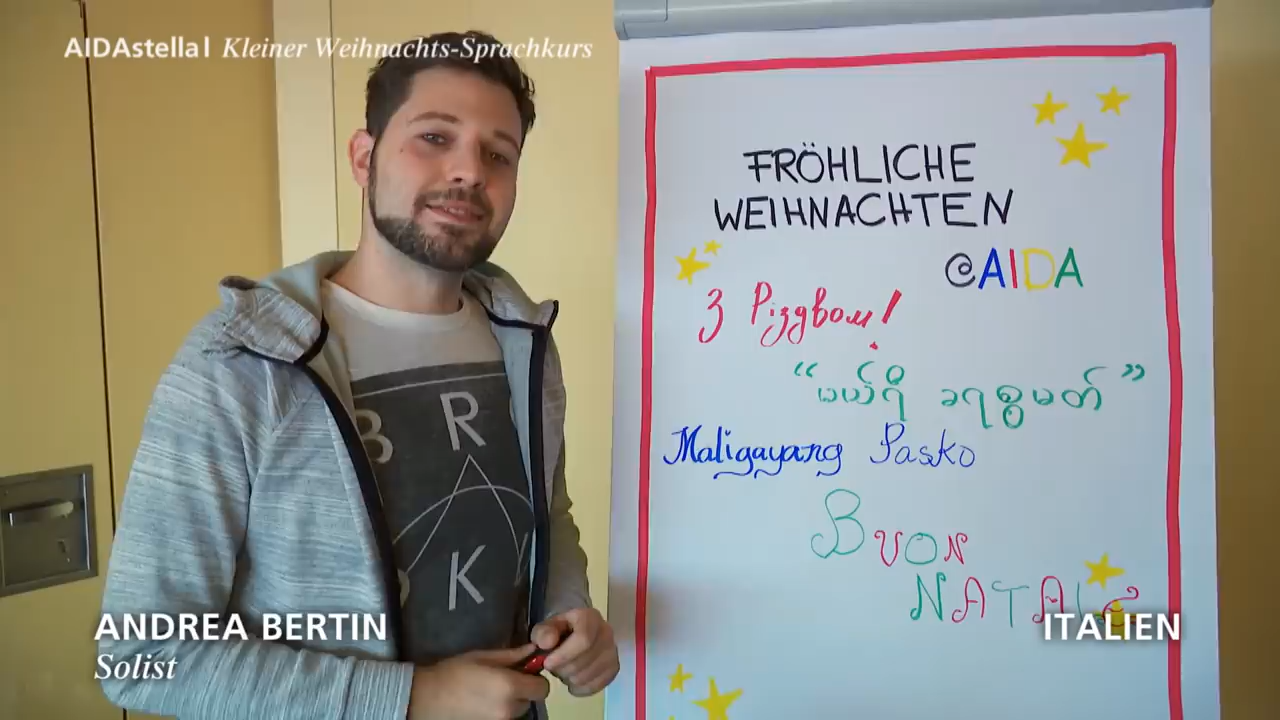 AIDAstella| Kleiner Weihnachts-Sprachkurs
FRÖHLICHE
WEIHNACHTEN
@AIDA
З Різдвом!
“မယ်ရီ ခရစ္စမတ်”
Maligayang Pasko
BUON
NATALE
B R
K
ANDREA BERTIN
Solist
ITALIEN